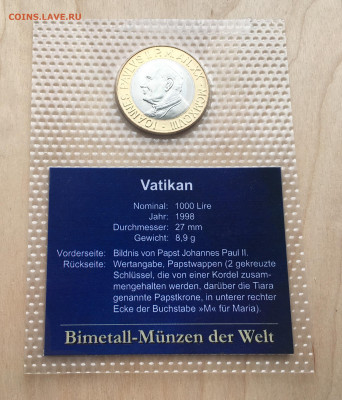 COINS.LAVE.RU
IOANNES PAVLVS II P.M. A. XX MCMXCVIII
Vatikan
Nominal: 1000 Lire
Jahr: 1998
Durchmesser: 27 mm
Gewicht: 8,9 g
Vorderseite: Bildnis von Papst Johannes Paul II.
Rückseite: Wertangabe, Papstwappen (2 gekreuzte
Schlüssel, die von einer Kordel zusam-
mengehalten werden, darüber die Tiara
genannte Papstkrone, in unterer rechter
Ecke der Buchstabe »M« für Maria).
Bimetall-Münzen der Welt